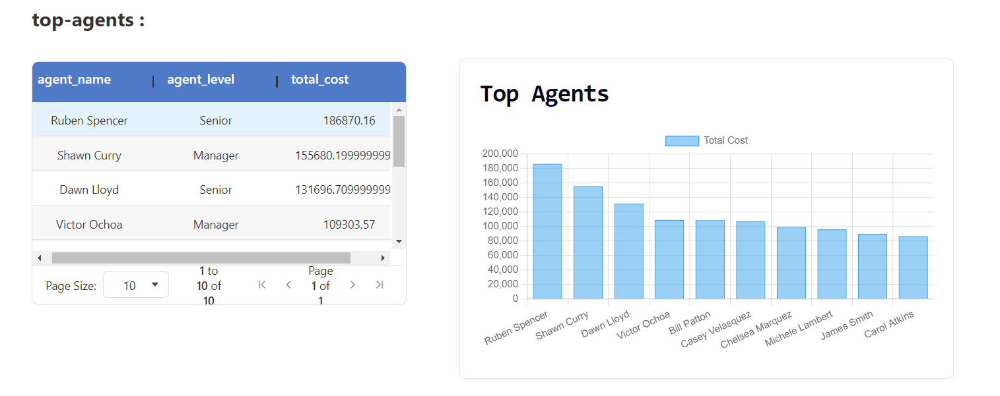 top-agents :
agent_name | agent_level | total_cost
Ruben Spencer Senior 186870.16
Shawn Curry Manager 155680.199999999
Dawn Lloyd Senior 131696.709999999
Victor Ochoa Manager 109303.57
Page Size: 10
1 to
10 of
10
Page
1 of
1
Top Agents
Total Cost
200,000
180,000
160,000
140,000
120,000
100,000
80,000
60,000
40,000
20,000
0
Ruben Spencer
Shawn Curry
Dawn Lloyd
Victor Ochoa
Bill Patton
Casey Velasquez
Chelsea Marquez
Michele Lambert
James Smith
Carol Atkins